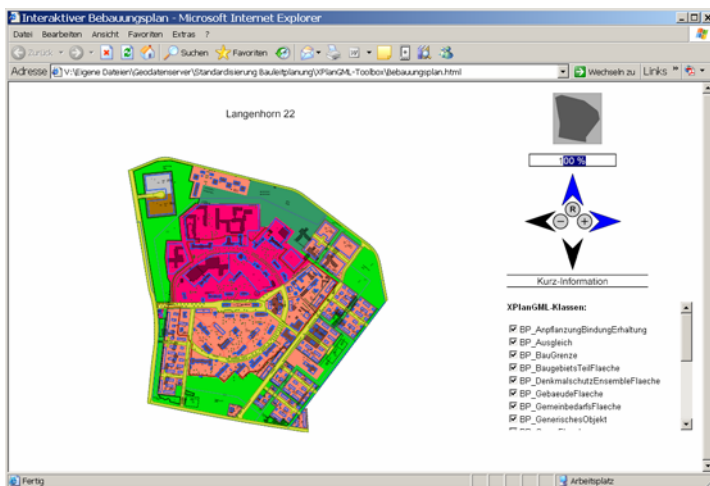 Interaktiver Bebauungsplan - Microsoft Internet Explorer
Datei Bearbeiten Ansicht Favoriten Extras ?
Zurück Suchen Favoriten
Adresse V:\Eigene Dateien\Geodatenserver\Standardisierung Bauleitplanung\XPlanGML-Toolbox\Bebauungsplan.html Wechseln zu Links »
Langenhorn 22
100 %
R
Kurz-Information
XPlanGML-Klassen:
BP_AnpflanzungBindungErhaltung
BP_Ausgleich
BP_BauGrenze
BP_BaugebietsTeilFlaeche
BP_DenkmalschutzEnsembleFlaeche
BP_GebaeudeFlaeche
BP_GemeinbedarfsFlaeche
BP_GenerischesObjekt
Fertig Arbeitsplatz